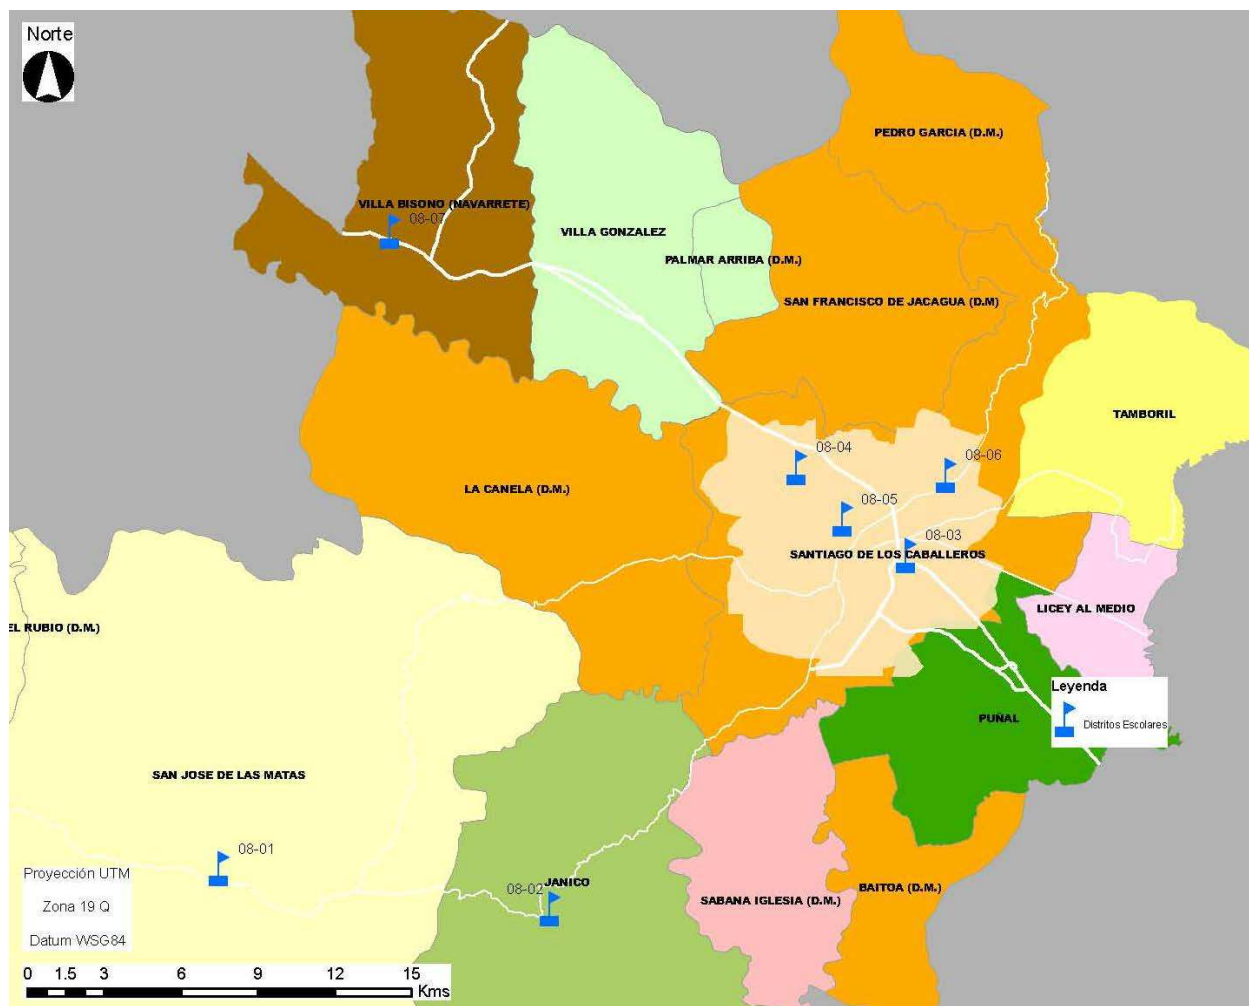 Norte
PEDRO GARCIA (D.M.)
VILLA BISONO (NAVARRETE)
08-07
VILLA GONZALEZ
PALMAR ARRIBA (D.M.)
SAN FRANCISCO DE JACAGUA (D.M)
TAMBORIL
08-04
08-06
LA CANELA (D.M.)
08-05
08-03
SANTIAGO DE LOS CABALLEROS
LICEY AL MEDIO
EL RUBIO (D.M.)
Leyenda
Distritos Escolares
PUÑAL
SAN JOSE DE LAS MATAS
08-01
08-02
JANICO
SABANA IGLESIA (D.M.)
BAITOA (D.M.)
Proyección UTM
Zona 19 Q
Datum WSG84
0 1.5 3 6 9 12 15
Kms